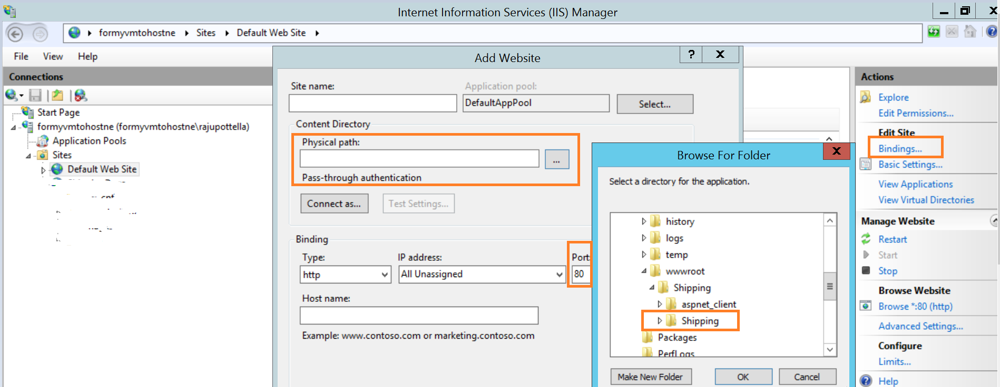 Internet Information Services (IIS) Manager
formyvmtohostne Sites Default Web Site
File View Help
Connections
Start Page
formyvmtohostne (formyvmtohostne\rajupottella)
Application Pools
Sites
Default Web Site
Add Website
?
Site name:
Application pool:
DefaultAppPool
Select...
Content Directory
Physical path:
...
Pass-through authentication
Connect as...
Test Settings...
Binding
Type:
IP address:
Port:
http
All Unassigned
80
Host name:
Example: www.contoso.com or marketing.contoso.com
Browse For Folder
Select a directory for the application.
history
logs
temp
wwwroot
Shipping
aspnet_client
Shipping
Packages
PerfLogs
Make New Folder
OK
Cancel
Actions
Explore
Edit Permissions...
Edit Site
Bindings...
Basic Settings...
View Applications
View Virtual Directories
Manage Website
Restart
Start
Stop
Browse Website
Browse *:80 (http)
Advanced Settings...
Configure
Limits...
Help